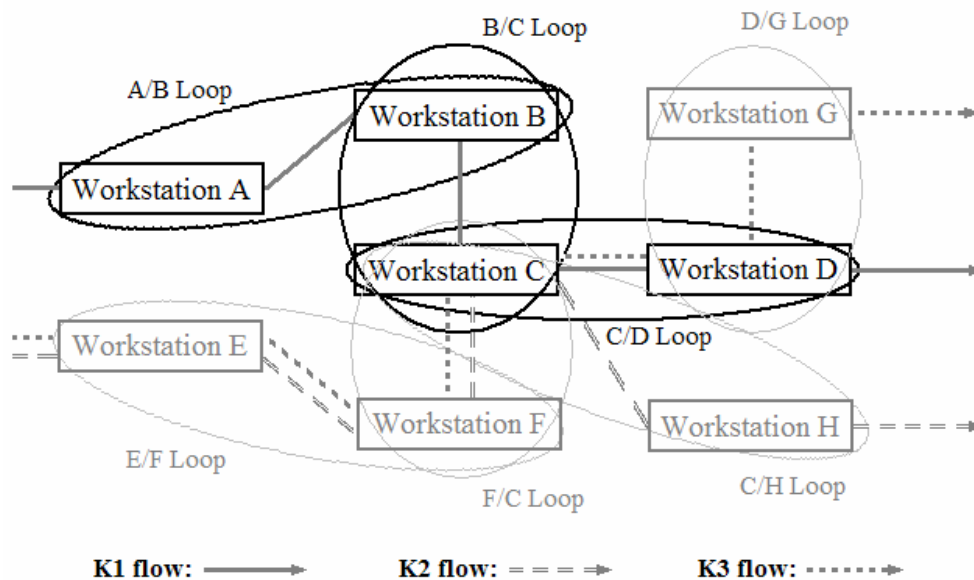 D/G Loop
B/C Loop
A/B Loop
Workstation B
Workstation G
Workstation A
Workstation C
Workstation D
Workstation E
C/D Loop
Workstation F
Workstation H
E/F Loop
F/C Loop
C/H Loop
K1 flow:
K2 flow:
K3 flow: